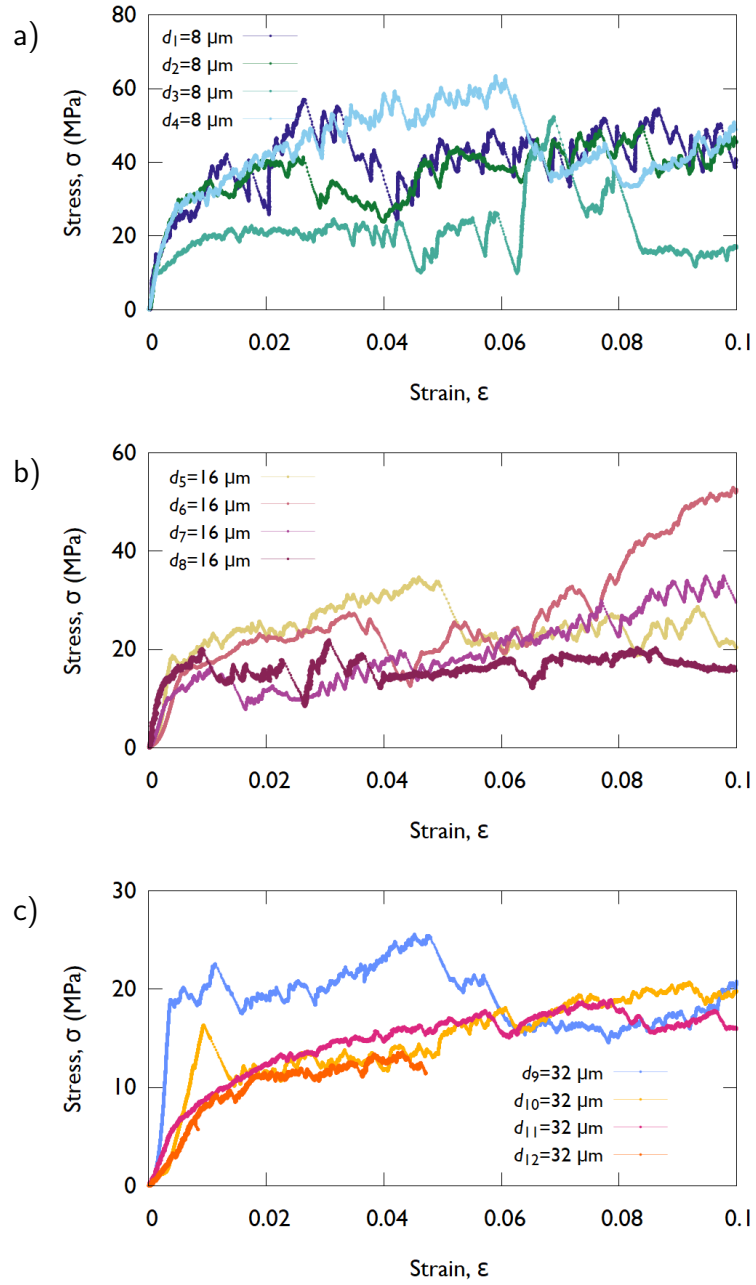 a)
80
60
40
20
0
Stress, σ (MPa)
d1=8 μm
d2=8 μm
d3=8 μm
d4=8 μm
0 0.02 0.04 0.06 0.08 0.1
Strain, ε
b)
60
40
20
0
Stress, σ (MPa)
d5=16 μm
d6=16 μm
d7=16 μm
d8=16 μm
0 0.02 0.04 0.06 0.08 0.1
Strain, ε
c)
30
20
10
0
Stress, σ (MPa)
d9=32 μm
d10=32 μm
d11=32 μm
d12=32 μm
0 0.02 0.04 0.06 0.08 0.1
Strain, ε